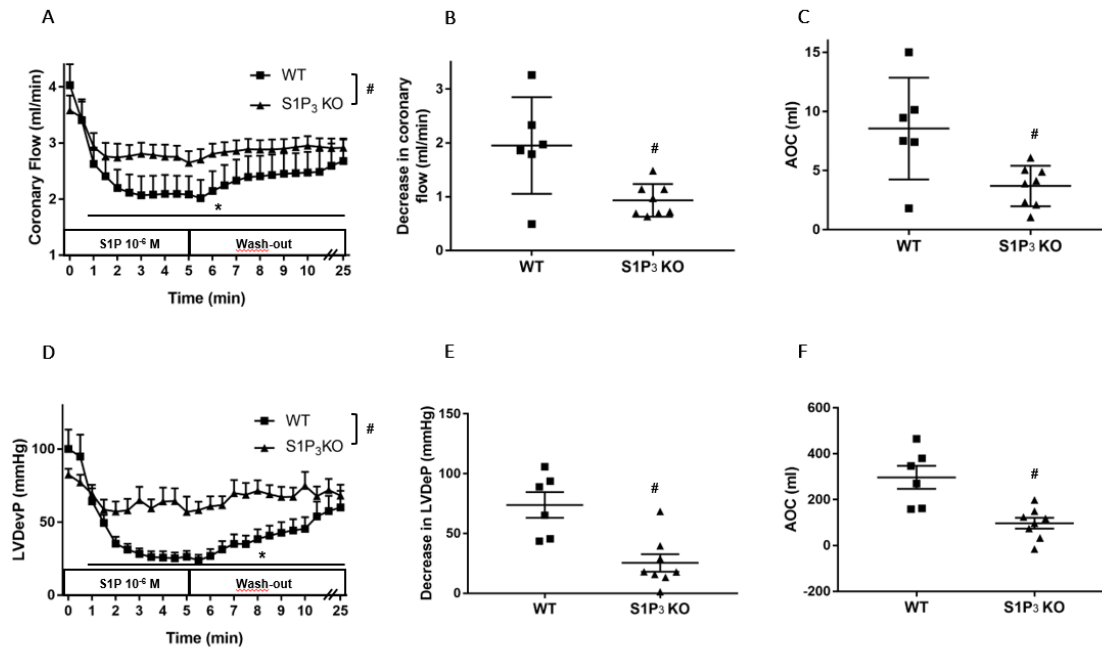 A
Coronary Flow (ml/min)
4
3
2
1
WT
S1P3 KO
#
*
S1P 10-6 M
Wash-out
0 1 2 3 4 5 6 7 8 9 10 25
Time (min)
B
Decrease in coronary
flow (ml/min)
4
3
2
1
0
#
WT
S1P3 KO
C
AOC (ml)
15
10
5
0
#
WT
S1P3 KO
D
LVDevP (mmHg)
100
50
0
WT
S1P3KO
#
*
S1P 10-6 M
Wash-out
0 1 2 3 4 5 6 7 8 9 10 25
Time (min)
E
Decrease in LVDeP (mmHg)
150
100
50
0
#
WT
S1P3 KO
F
AOC (ml)
600
400
200
0
-200
#
WT
S1P3 KO